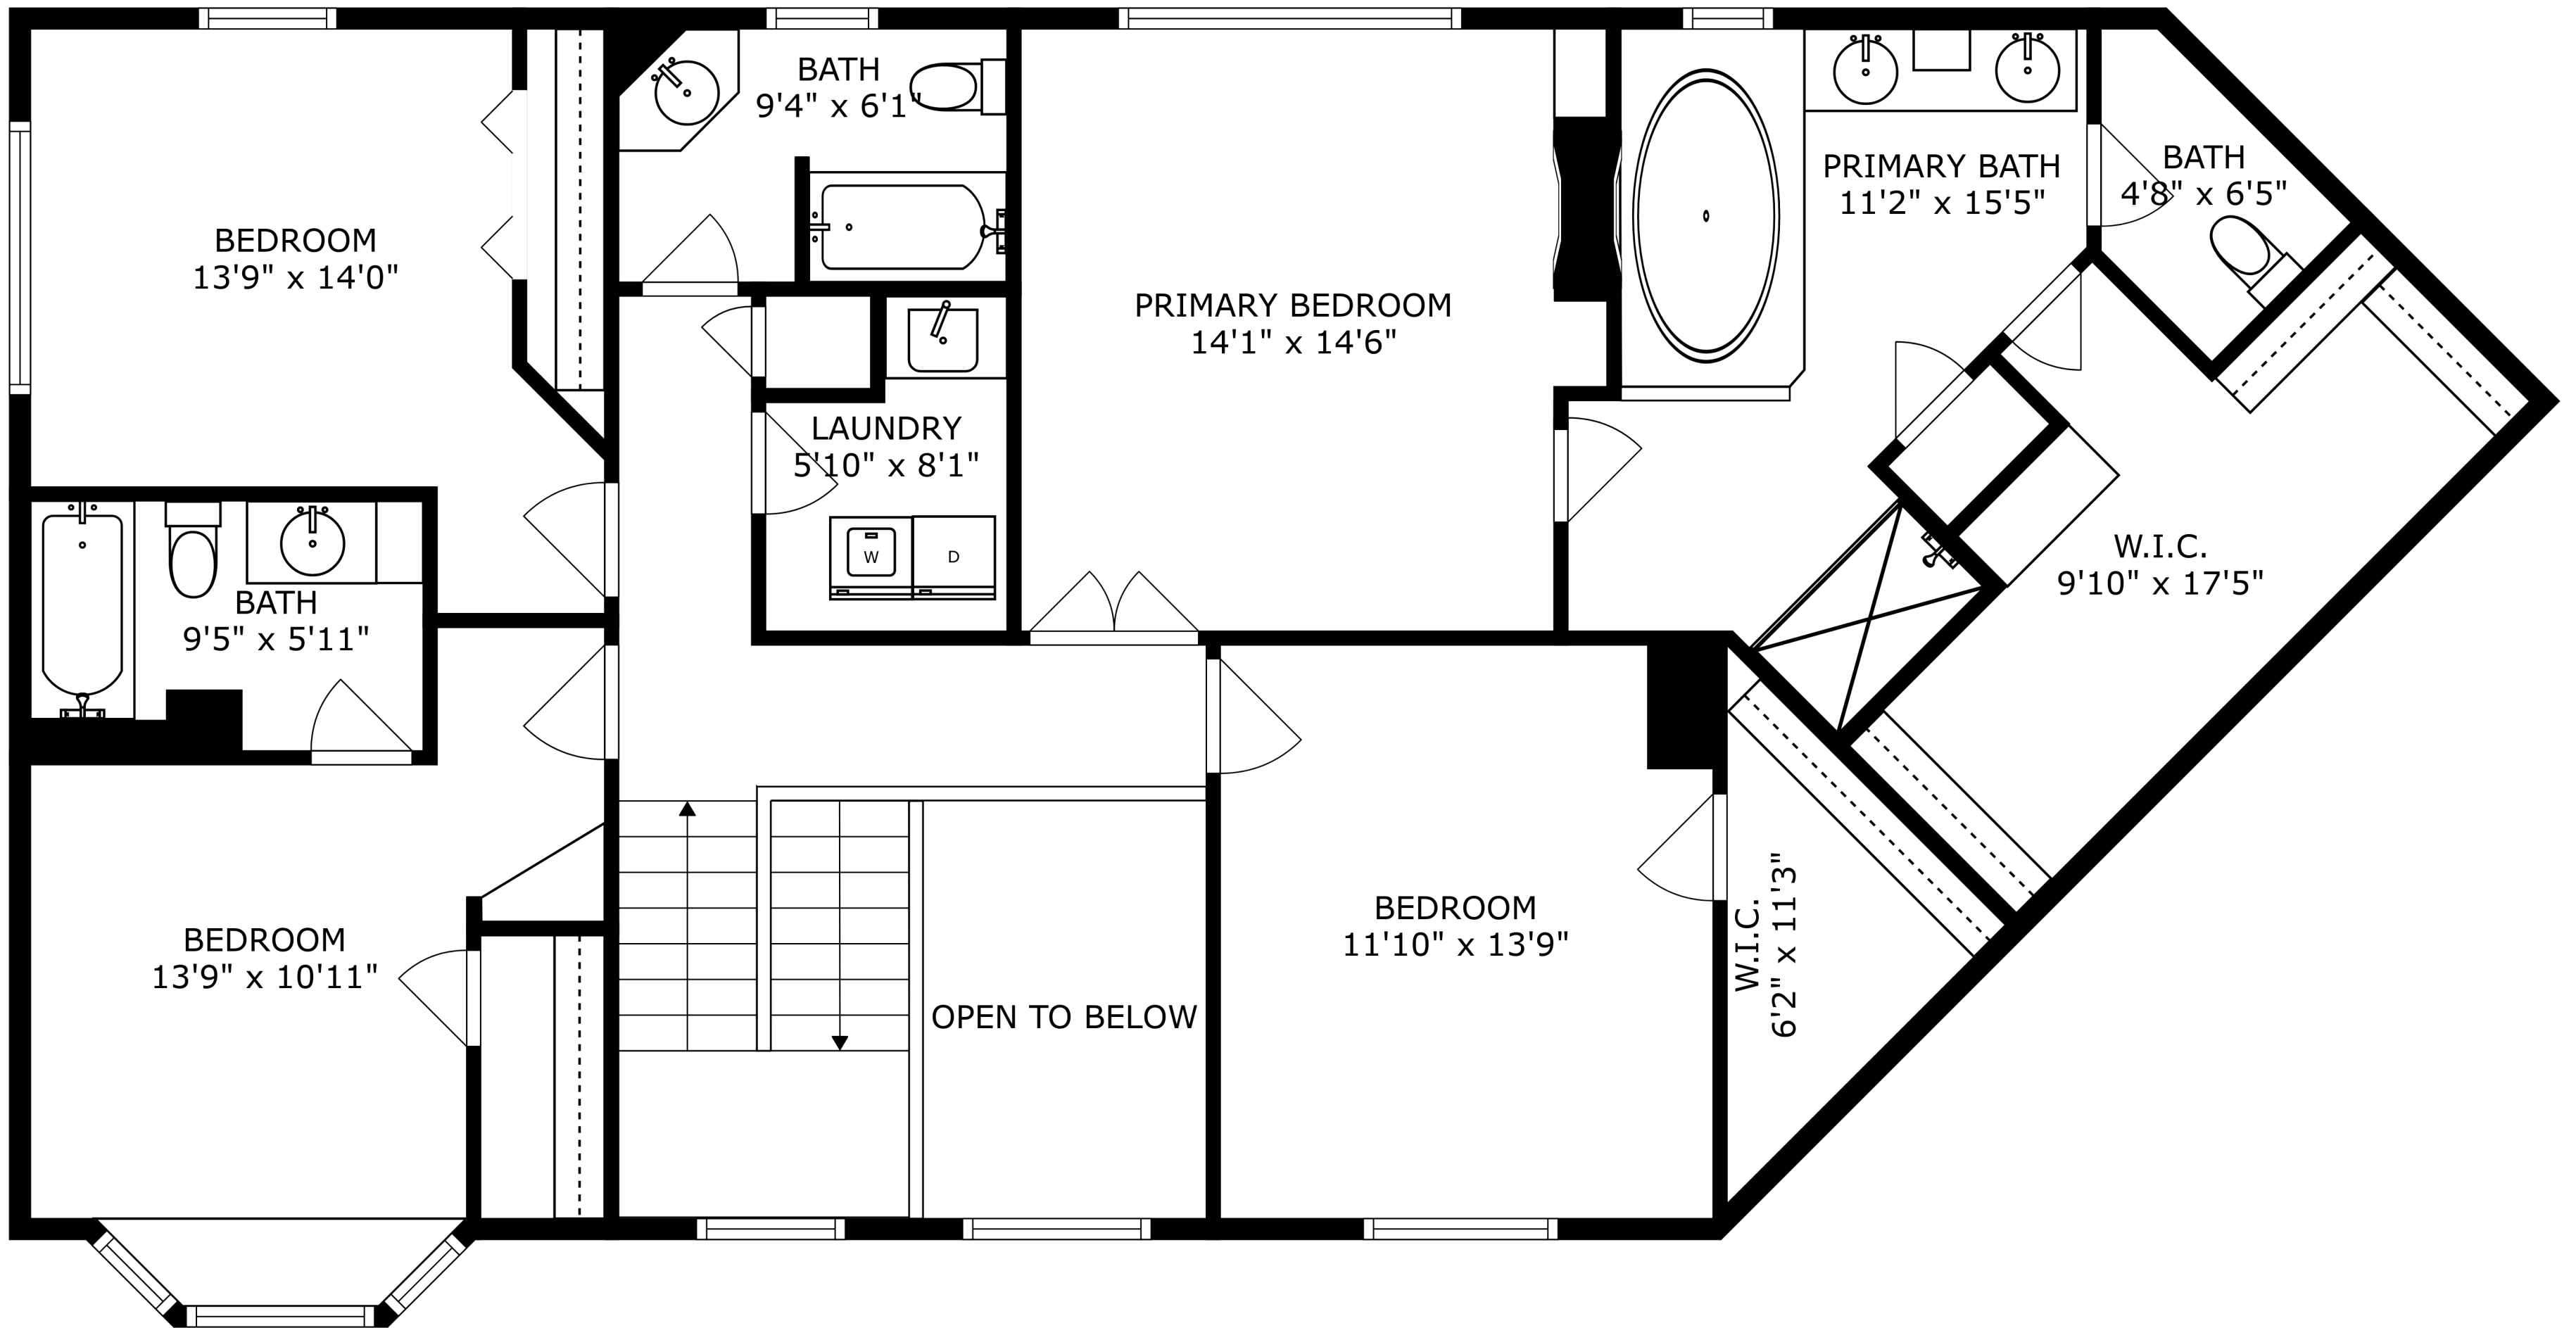 BATH
9'4" x 6'1"
BATH
4'8" x 6'5"
PRIMARY BATH
11'2" x 15'5"
BEDROOM
13'9" x 14'0"
PRIMARY BEDROOM
14'1" x 14'6"
LAUNDRY
5'10" x 8'1"
W
D
W.I.C.
9'10" x 17'5"
BATH
9'5" x 5'11"
BEDROOM
13'9" x 10'11"
OPEN TO BELOW
BEDROOM
11'10" x 13'9"
W.I.C.
6'2" x 11'3"